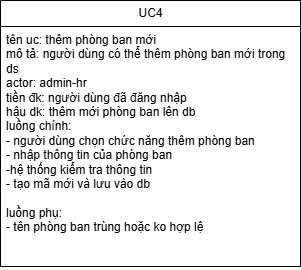 UC4
tên uc: thêm phòng ban mới
mô tả: người dùng có thể thêm phòng ban mới trong
ds
actor: admin-hr
tiền đk: người dùng đã đăng nhập
hậu dk: thêm mới phòng ban lên db
luồng chính:
- người dùng chọn chức năng thêm phòng ban
- nhập thông tin của phòng ban
-hệ thống kiểm tra thông tin
- tạo mã mới và lưu vào db
luồng phụ:
- tên phòng ban trùng hoặc ko hợp lệ